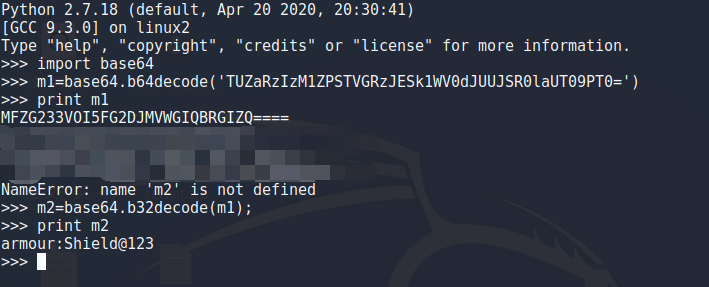 Python 2.7.18 (default, Apr 20 2020, 20:30:41)
[GCC 9.3.0] on linux2
Type "help", "copyright", "credits" or "license" for more information.
>>> import base64
>>> m1=base64.b64decode('TUZaRzIzM1ZPSTVGRzJESk1WV0dJUUJSR0laUT09PT0=')
>>> print m1
MFZG233VOI5FG2DJMVWGIQBRGIZQ====
NameError: name 'm2' is not defined
>>> m2=base64.b32decode(m1);
>>> print m2
armour:Shield@123
>>>